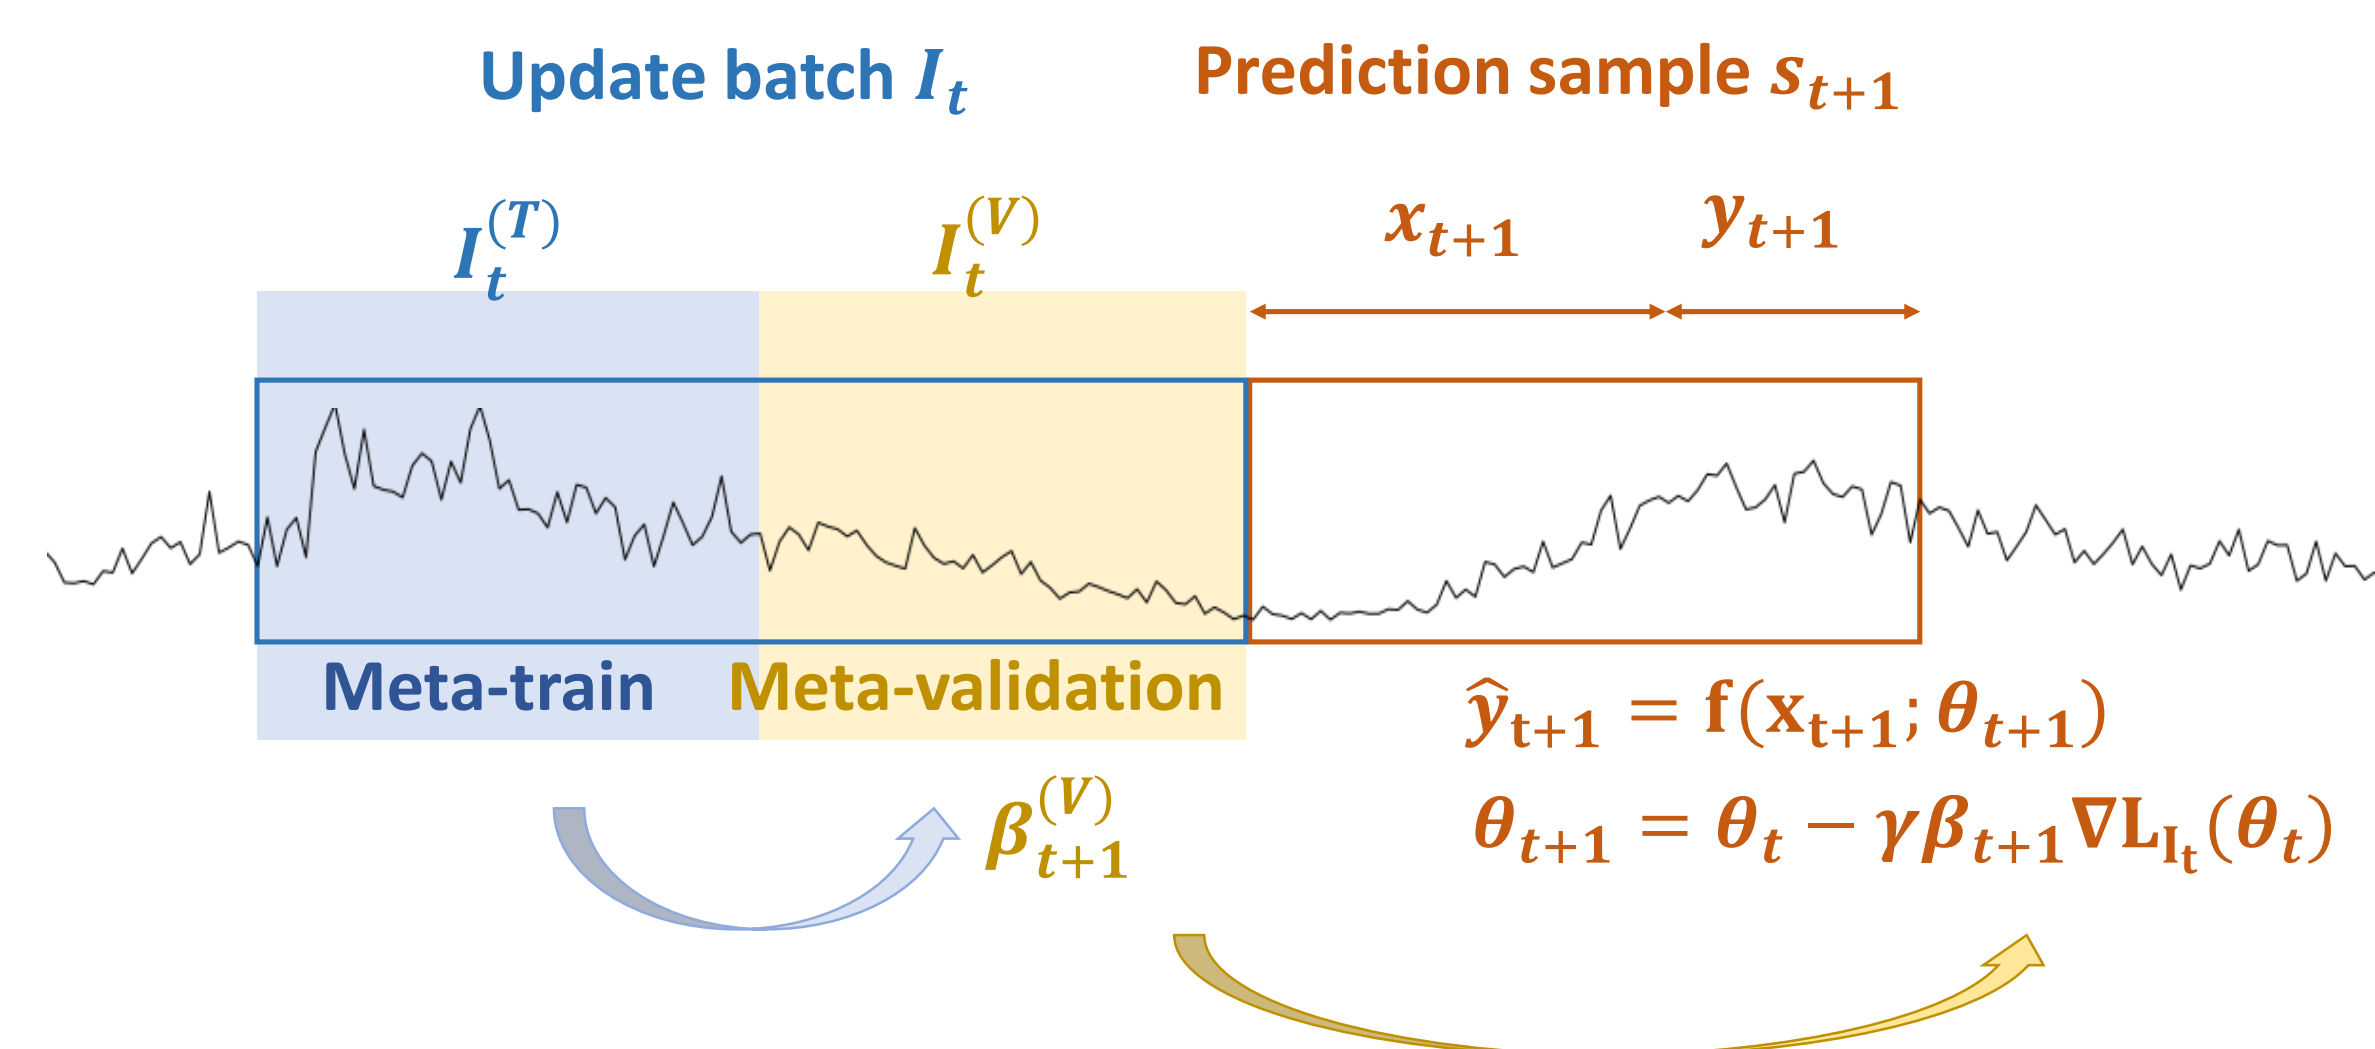 Update batch I_t
Prediction sample s_{t+1}
I_t^{(T)}
I_t^{(V)}
x_{t+1}
y_{t+1}
Meta-train
Meta-validation
ŷ_{t+1} = f(x_{t+1}; θ_{t+1})
β_{t+1}^{(V)}
θ_{t+1} = θ_t − γβ_{t+1}∇L_{I_t}(θ_t)